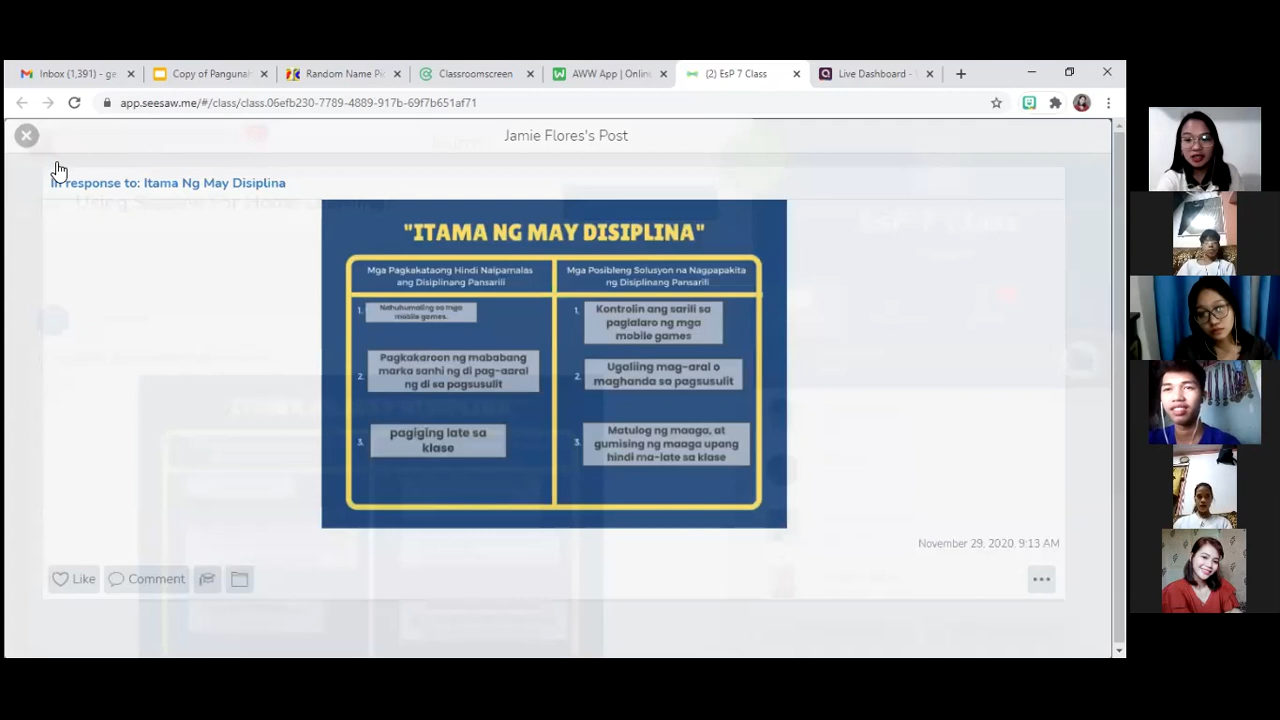 Inbox (1,391) - ge
Copy of Pangunah
Random Name Pic
Classroomscreen
AWW App | Online
(2) EsP 7 Class
Live Dashboard -
app.seesaw.me/#/class/class.06efb230-7789-4889-917b-69f7b651af71
Jamie Flores's Post
In response to: Itama Ng May Disiplina
"ITAMA NG MAY DISIPLINA"
Mga Pagkakataong Hindi Naipamalas
ang Disiplinang Pansarili
Mga Posibleng Solusyon na Nagpapakita
ng Disiplinang Pansarili
1. Nahuhumaling sa mga
mobile games.
1. Kontrolin ang sarili sa
paglalaro ng mga
mobile games
2. Pagkakaroon ng mababang
marka sanhi ng di pag-aaral
ng di sa pagsusulit
2. Ugaliing mag-aral o
maghanda sa pagsusulit
3. pagiging late sa
klase
3. Matulog ng maaga, at
gumising ng maaga upang
hindi ma-late sa klase
November 29, 2020, 9:13 AM
Like
Comment